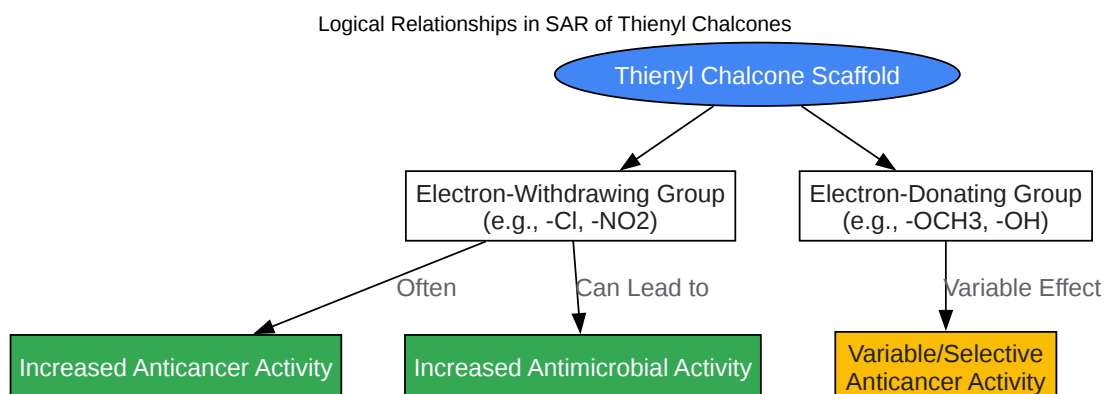 Logical Relationships in SAR of Thienyl Chalcones
Thienyl Chalcone Scaffold
Electron-Withdrawing Group
(e.g., -Cl, -NO2)
Electron-Donating Group
(e.g., -OCH3, -OH)
Often
Can Lead to
Variable Effect
Increased Anticancer Activity
Increased Antimicrobial Activity
Variable/Selective
Anticancer Activity